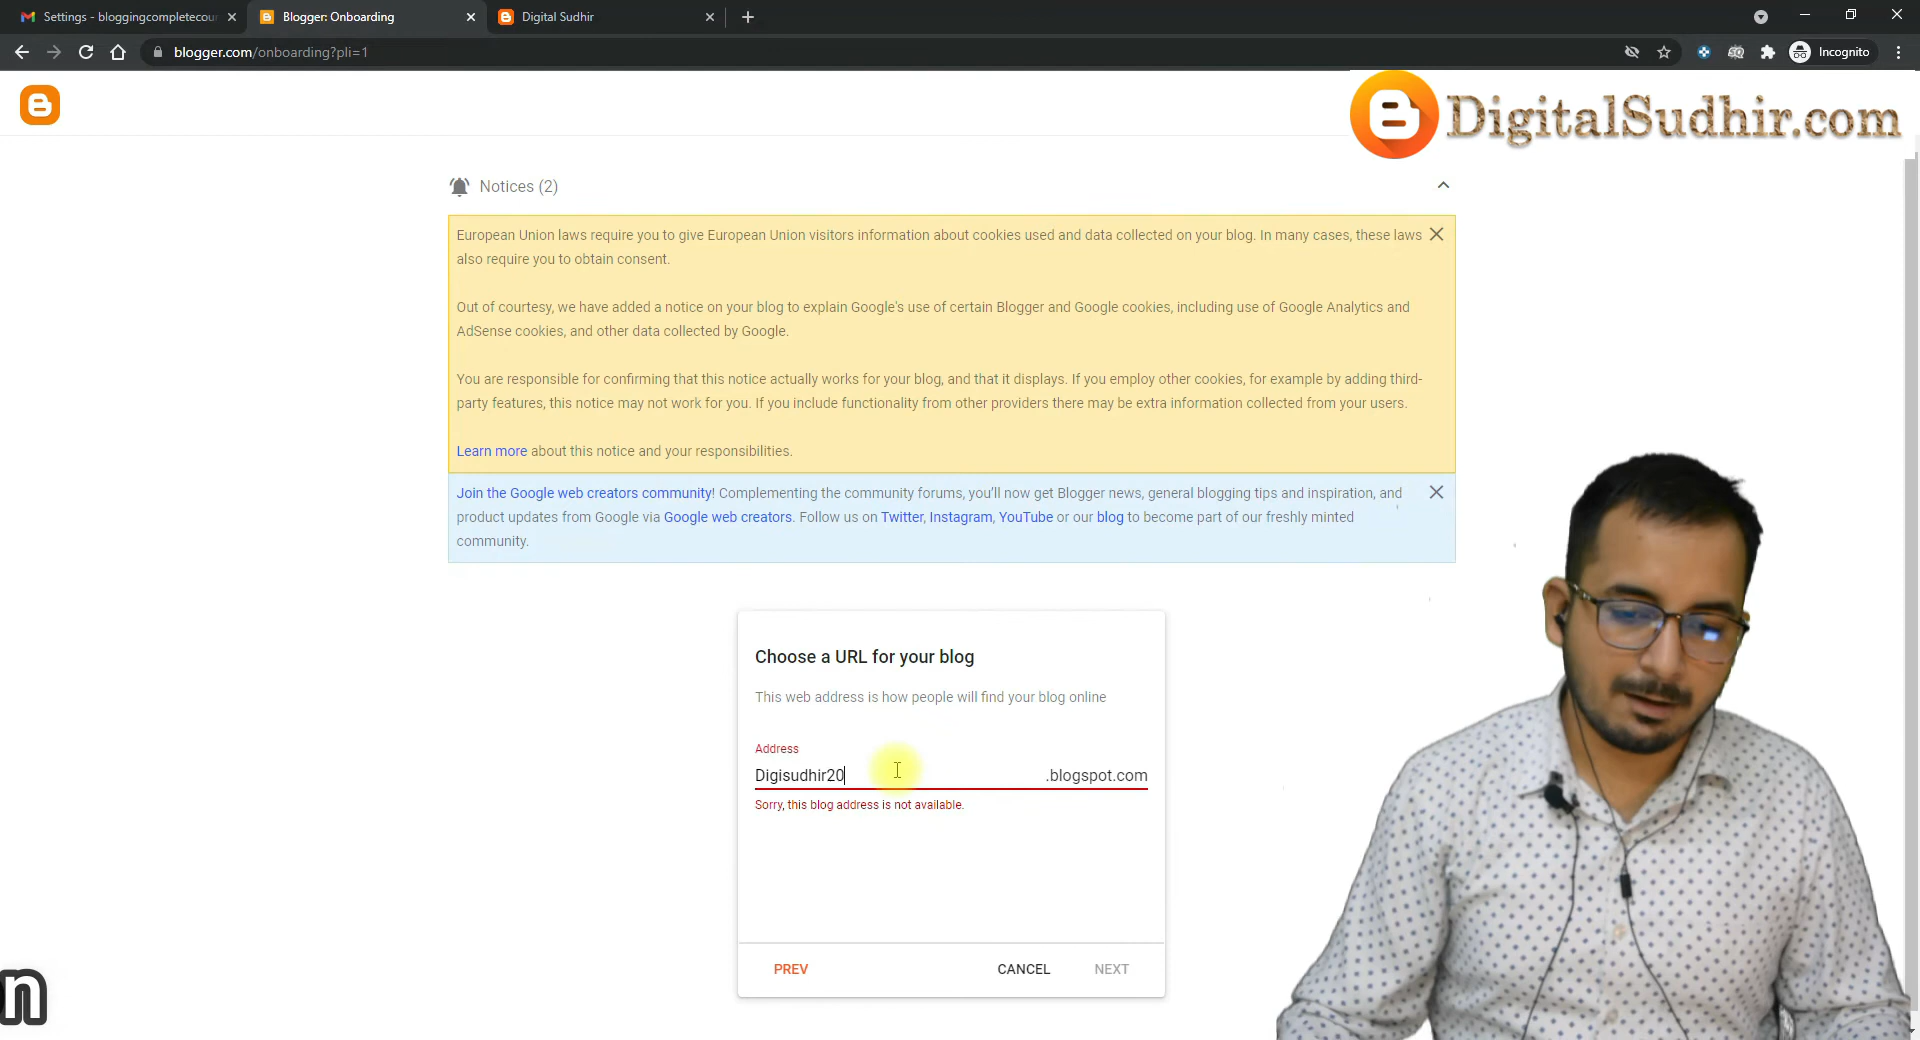 Settings - bloggingcompletecour
Blogger: Onboarding
Digital Sudhir
blogger.com/onboarding?pli=1
Incognito
DigitalSudhir.com
Notices (2)
European Union laws require you to give European Union visitors information about cookies used and data collected on your blog. In many cases, these laws
also require you to obtain consent.
Out of courtesy, we have added a notice on your blog to explain Google's use of certain Blogger and Google cookies, including use of Google Analytics and
AdSense cookies, and other data collected by Google.
You are responsible for confirming that this notice actually works for your blog, and that it displays. If you employ other cookies, for example by adding third-
party features, this notice may not work for you. If you include functionality from other providers there may be extra information collected from your users.
Learn more about this notice and your responsibilities.
Join the Google web creators community! Complementing the community forums, you'll now get Blogger news, general blogging tips and inspiration, and
product updates from Google via Google web creators. Follow us on Twitter, Instagram, YouTube or our blog to become part of our freshly minted
community.
Choose a URL for your blog
This web address is how people will find your blog online
Address
Digisudhir20 .blogspot.com
Sorry, this blog address is not available.
PREV CANCEL NEXT
n